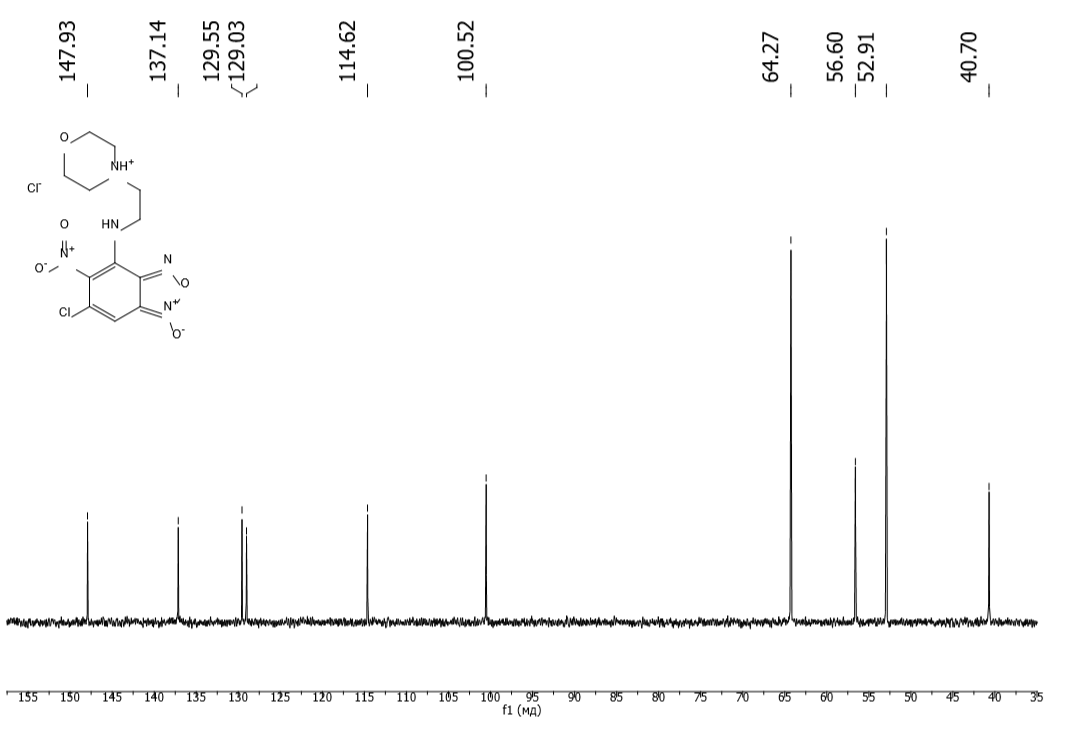 147.93
137.14
129.55
129.03
114.62
100.52
64.27
56.60
52.91
40.70
O
NH+
Cl-
HN
O
N+
O-
N
O
N+
Cl
O-
155 150 145 140 135 130 125 120 115 110 105 100 95 90 85 80 75 70 65 60 55 50 45 40 35
f1 (мд)